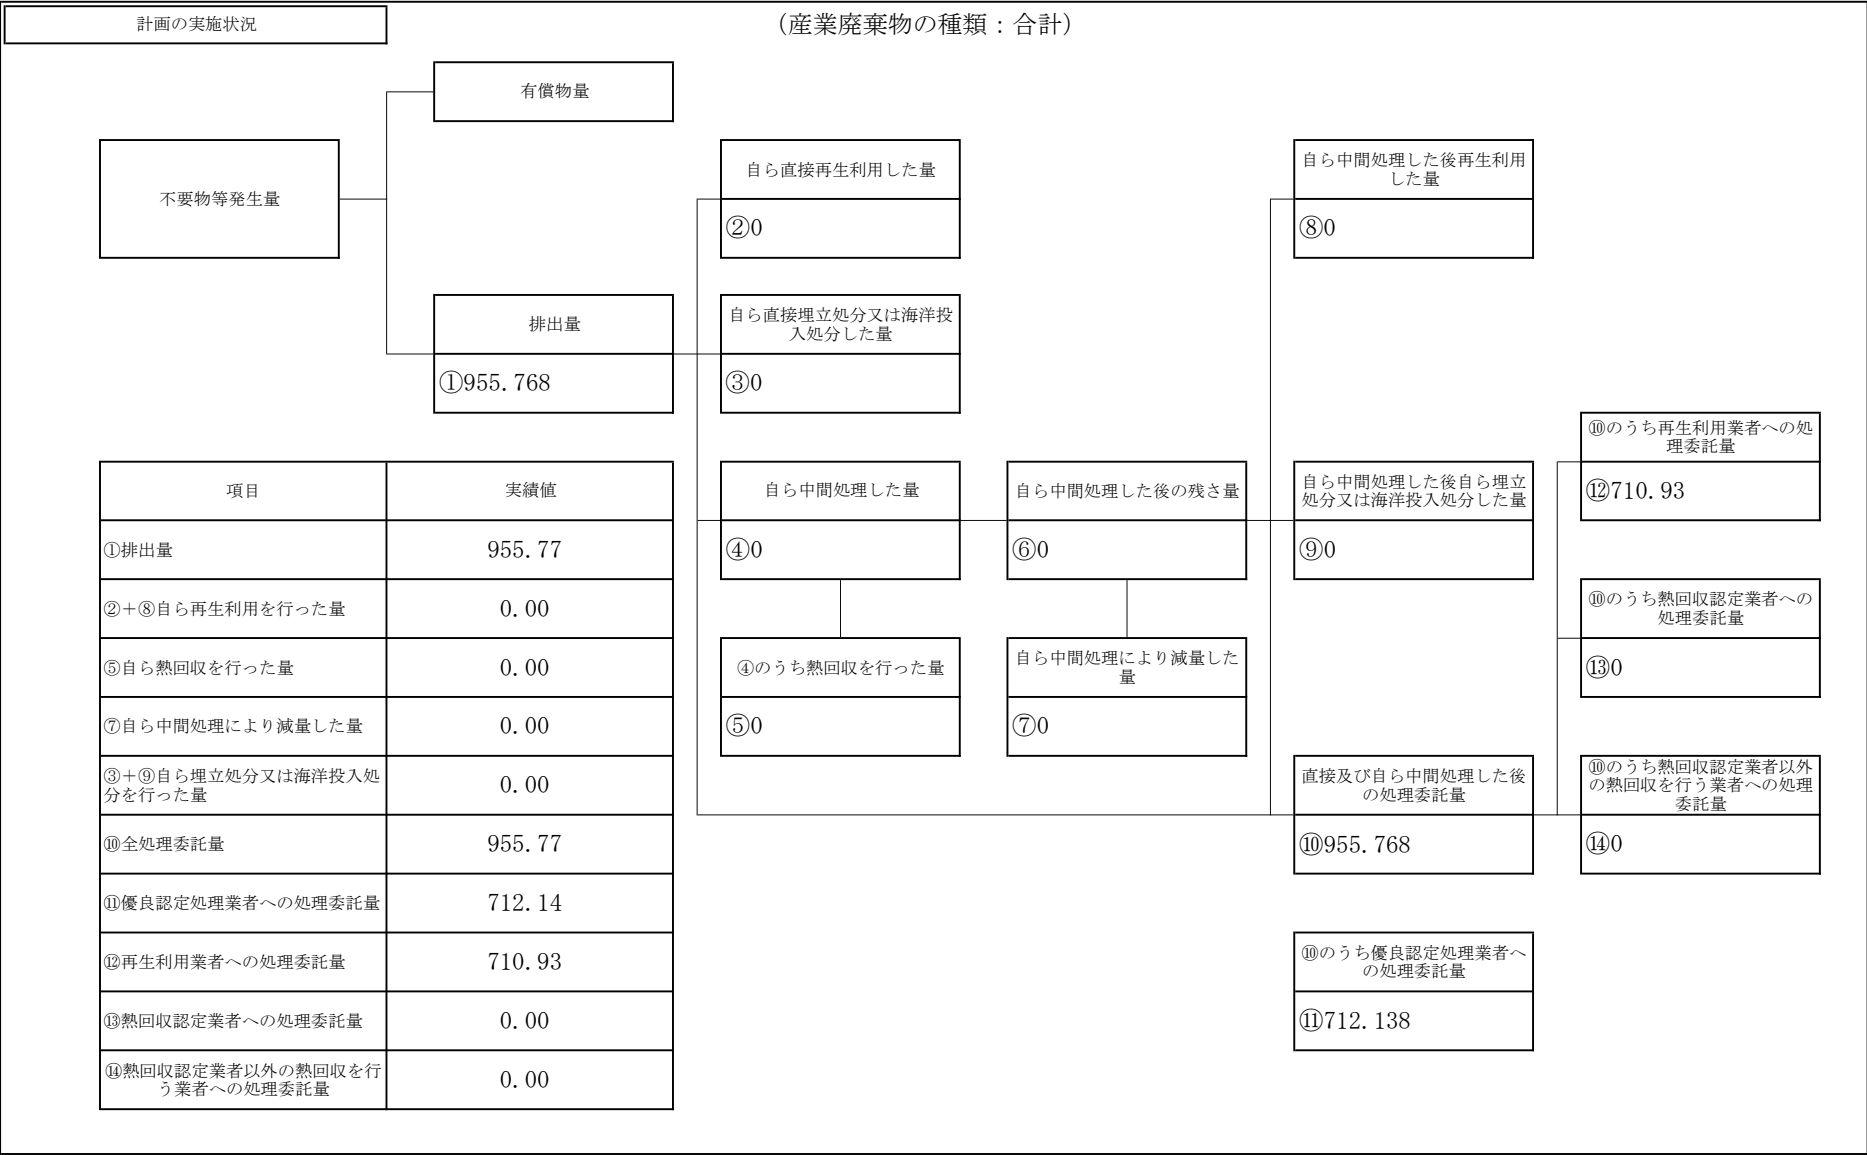 計画の実施状況
（産業廃棄物の種類：合計）
有償物量
不要物等発生量
自ら直接再生利用した量
②0
自ら中間処理した後再生利用
した量
⑧0
排出量
①955.768
自ら直接埋立処分又は海洋投
入処分した量
③0
⑩のうち再生利用業者への処
理委託量
⑫710.93
自ら中間処理した量
④0
自ら中間処理した後の残さ量
⑥0
自ら中間処理した後自ら埋立
処分又は海洋投入処分した量
⑨0
⑩のうち熱回収認定業者への
処理委託量
⑬0
④のうち熱回収を行った量
⑤0
自ら中間処理により減量した
量
⑦0
直接及び自ら中間処理した後
の処理委託量
⑩955.768
⑩のうち熱回収認定業者以外
の熱回収を行う業者への処理
委託量
⑭0
⑩のうち優良認定処理業者へ
の処理委託量
⑪712.138
項目 実績値
①排出量 955.77
②＋⑧自ら再生利用を行った量 0.00
⑤自ら熱回収を行った量 0.00
⑦自ら中間処理により減量した量 0.00
③＋⑨自ら埋立処分又は海洋投入処
分を行った量 0.00
⑩全処理委託量 955.77
⑪優良認定処理業者への処理委託量 712.14
⑫再生利用業者への処理委託量 710.93
⑬熱回収認定業者への処理委託量 0.00
⑭熱回収認定業者以外の熱回収を行
う業者への処理委託量 0.00